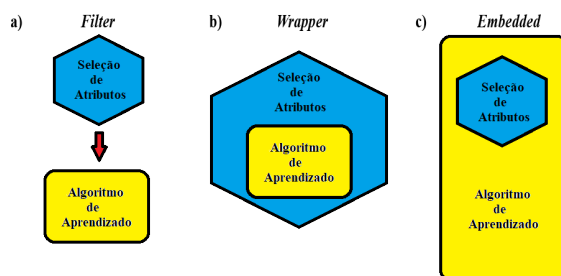 a) Filter
Seleção
de
Atributos
Algoritmo
de
Aprendizado
b) Wrapper
Seleção
de
Atributos
Algoritmo
de
Aprendizado
c) Embedded
Seleção
de
Atributos
Algoritmo
de
Aprendizado